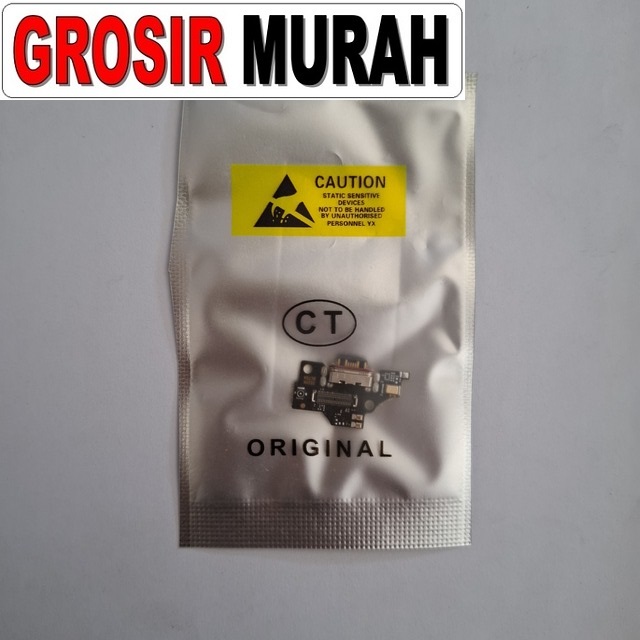 GROSIR MURAH
CAUTION
STATIC SENSITIVE
DEVICES
NOT TO BE HANDLED
BY UNAUTHORISED
PERSONNEL YX
CT
ORIGINAL